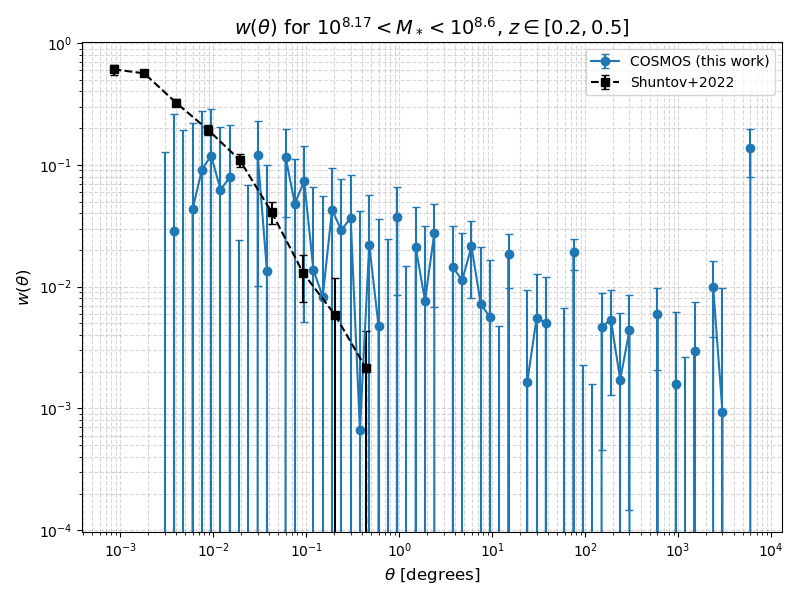 w(θ) for 10^8.17 < M_* < 10^8.6, z ∈ [0.2, 0.5]
COSMOS (this work)
Shuntov+2022
w(θ)
10^0
10^−1
10^−2
10^−3
10^−4
10^−3
10^−2
10^−1
10^0
10^1
10^2
10^3
10^4
θ [degrees]